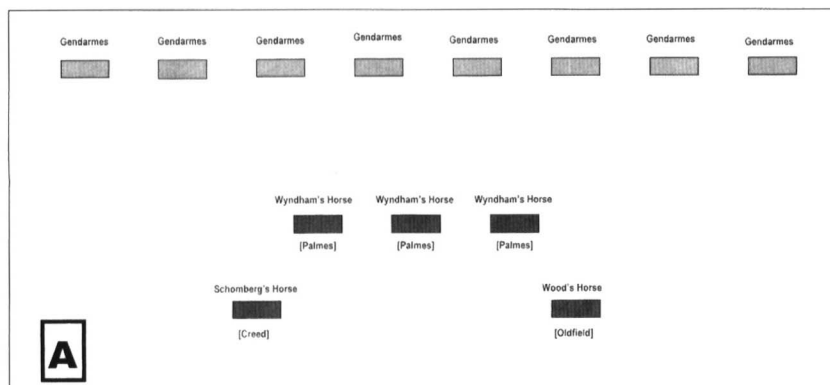 Gendarmes Gendarmes Gendarmes Gendarmes Gendarmes Gendarmes Gendarmes Gendarmes
Wyndham's Horse Wyndham's Horse Wyndham's Horse
[Palmes] [Palmes] [Palmes]
Schomberg's Horse Wood's Horse
[Creed] [Oldfield]
A